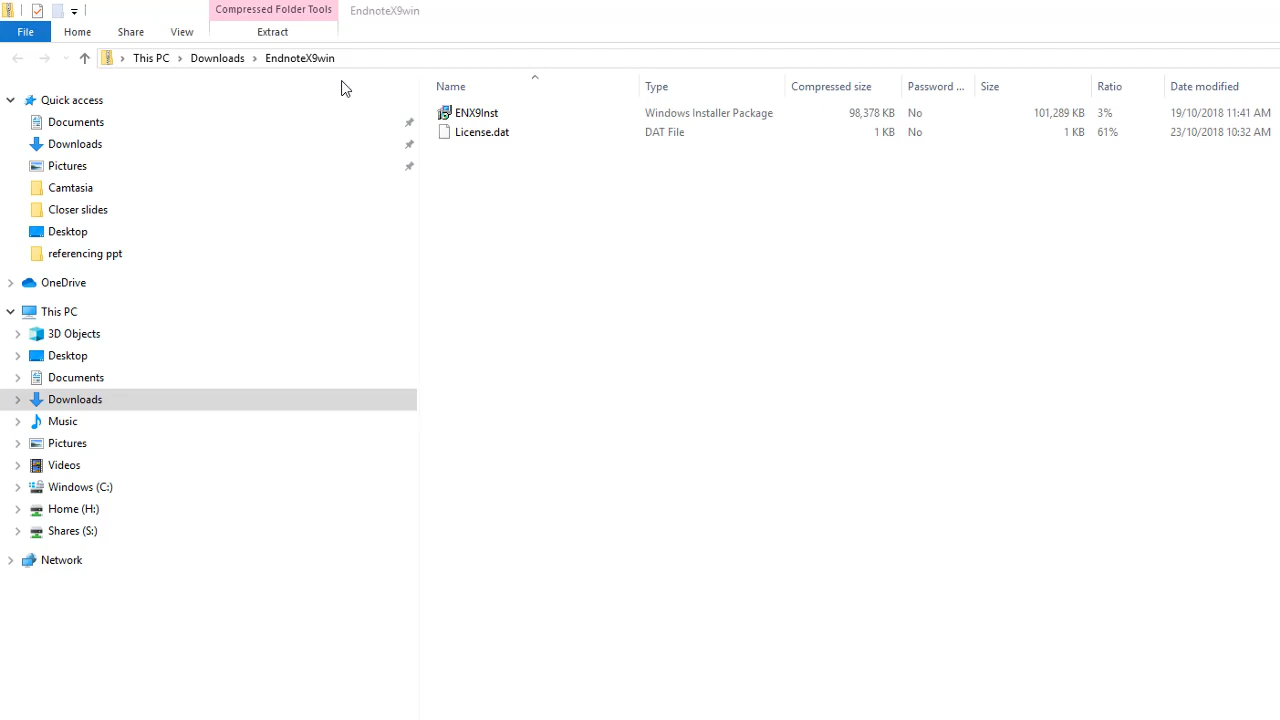 Compressed Folder Tools EndnoteX9win
File Home Share View Extract
This PC Downloads EndnoteX9win
Name Type Compressed size Password ... Size Ratio Date modified
ENX9Inst Windows Installer Package 98,378 KB No 101,289 KB 3% 19/10/2018 11:41 AM
License.dat DAT File 1 KB No 1 KB 61% 23/10/2018 10:32 AM
Quick access
Documents
Downloads
Pictures
Camtasia
Closer slides
Desktop
referencing ppt
OneDrive
This PC
3D Objects
Desktop
Documents
Downloads
Music
Pictures
Videos
Windows (C:)
Home (H:)
Shares (S:)
Network